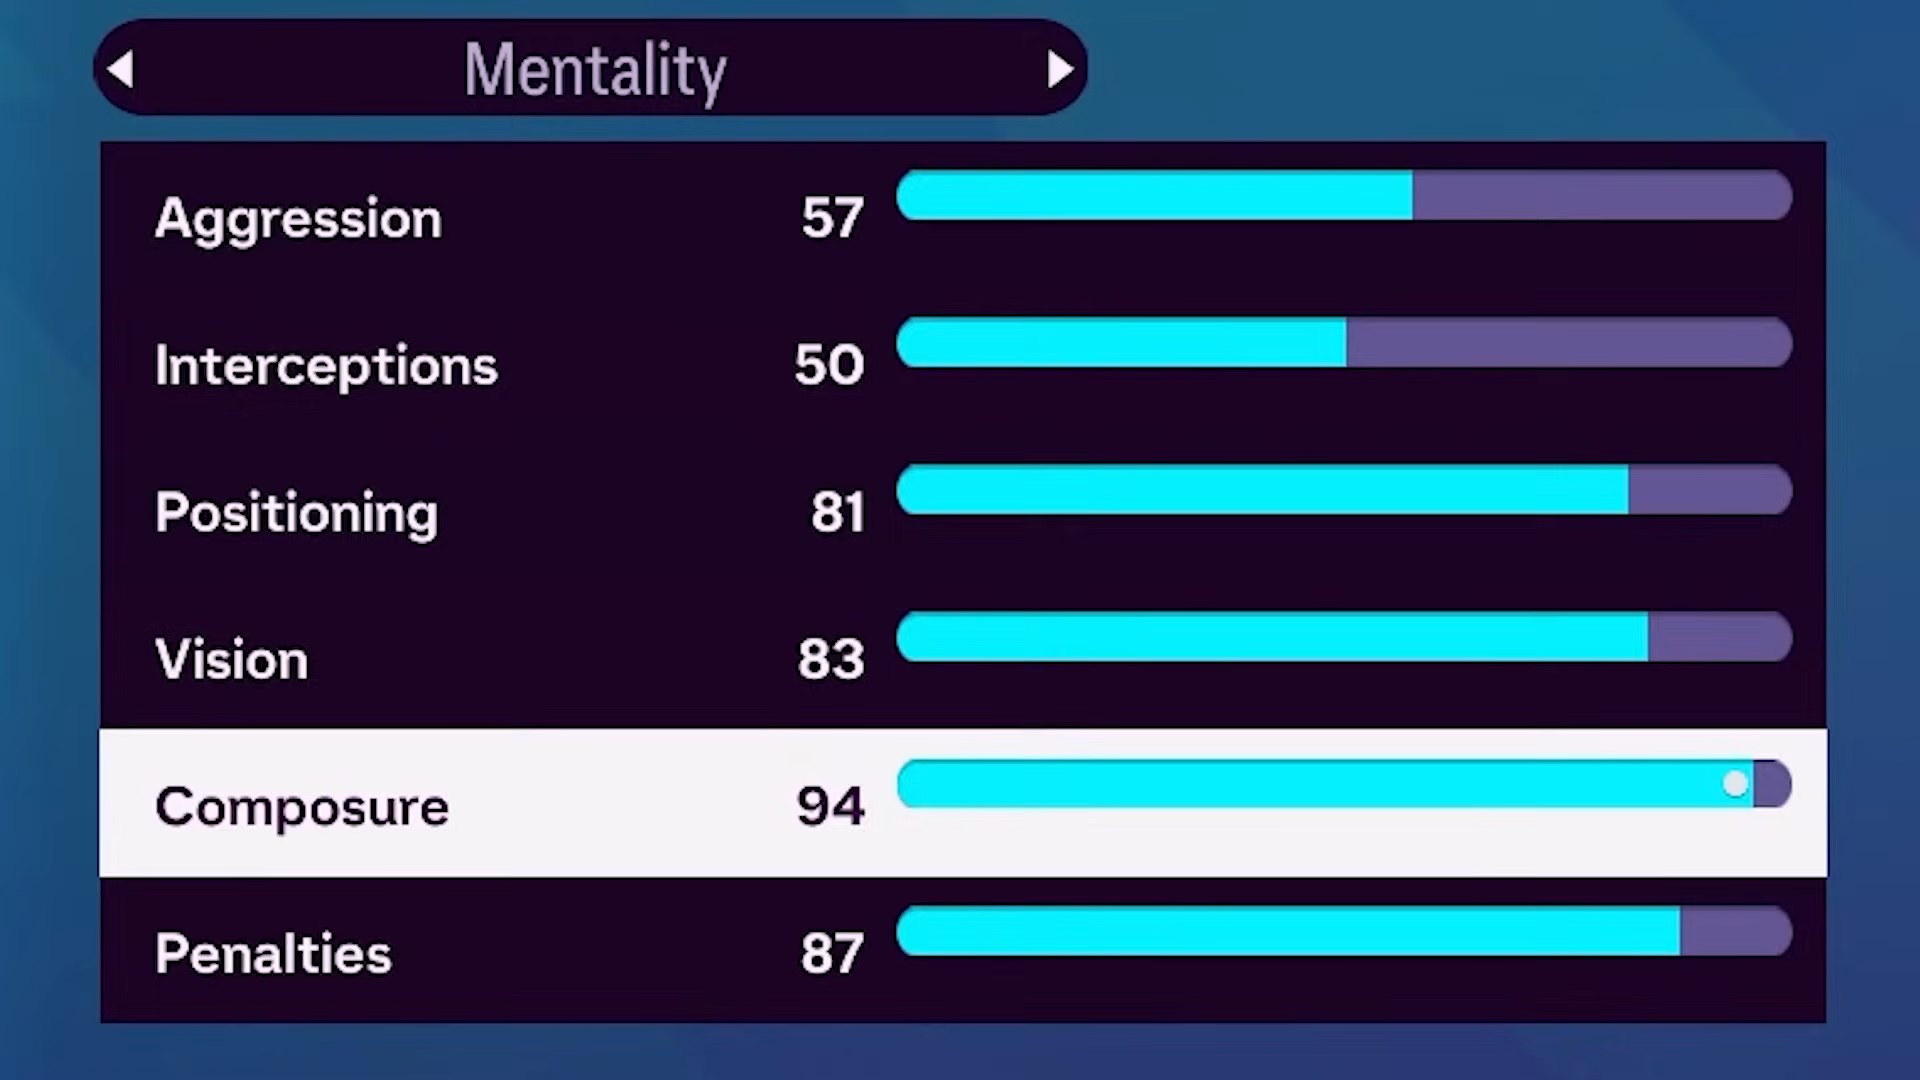 Mentality
Aggression 57
Interceptions 50
Positioning 81
Vision 83
Composure 94
Penalties 87